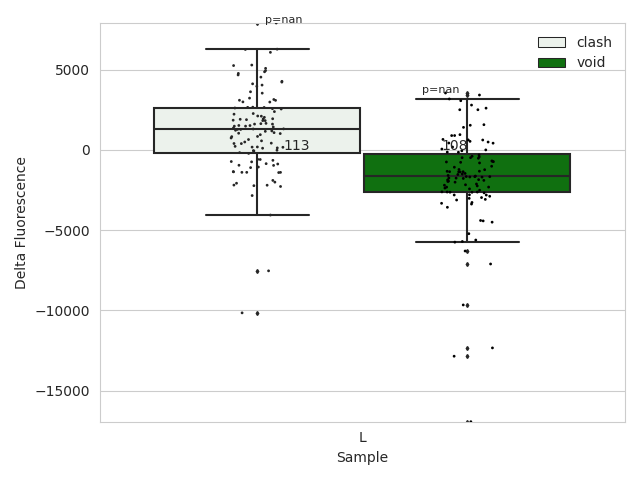 p=nan
clash
void
5000
p=nan
113
108
0
Delta Fluorescence
−5000
−10000
−15000
L
Sample